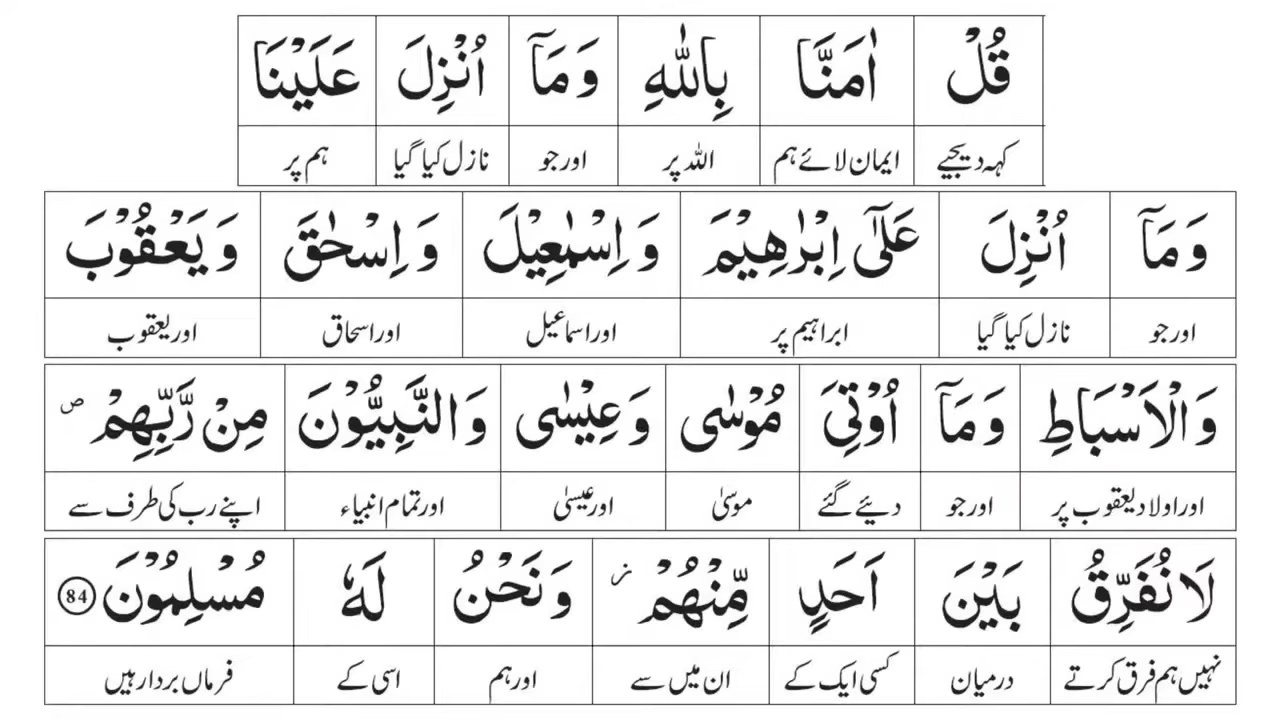 قُلْ اٰمَنَّا بِاللّٰهِ وَمَآ اُنْزِلَ عَلَيْنَا
کہہ دیجیے ایمان لائے ہم اللہ پر اور جو نازل کیا گیا ہم پر
وَمَآ اُنْزِلَ عَلٰٓى اِبْرٰهِيْمَ وَاِسْمٰعِيْلَ وَاِسْحٰقَ وَيَعْقُوْبَ
اور جو نازل کیا گیا ابراہیم پر اور اسماعیل اور اسحاق اور یعقوب
وَالْاَسْبَاطِ وَمَآ اُوْتِىَ مُوْسٰى وَعِيْسٰى وَالنَّبِيُّوْنَ مِنْ رَّبِّهِمْ ۖ
اور اولاد یعقوب پر اور جو دیئے گئے موسیٰ اور عیسیٰ اور تمام انبیاء اپنے رب کی طرف سے
لَا نُفَرِّقُ بَيْنَ اَحَدٍ مِّنْهُمْ ز وَنَحْنُ لَهٗ مُسْلِمُوْنَ 84
نہیں ہم فرق کرتے درمیان کسی ایک کے ان میں سے اور ہم اسی کے فرماں بردار ہیں